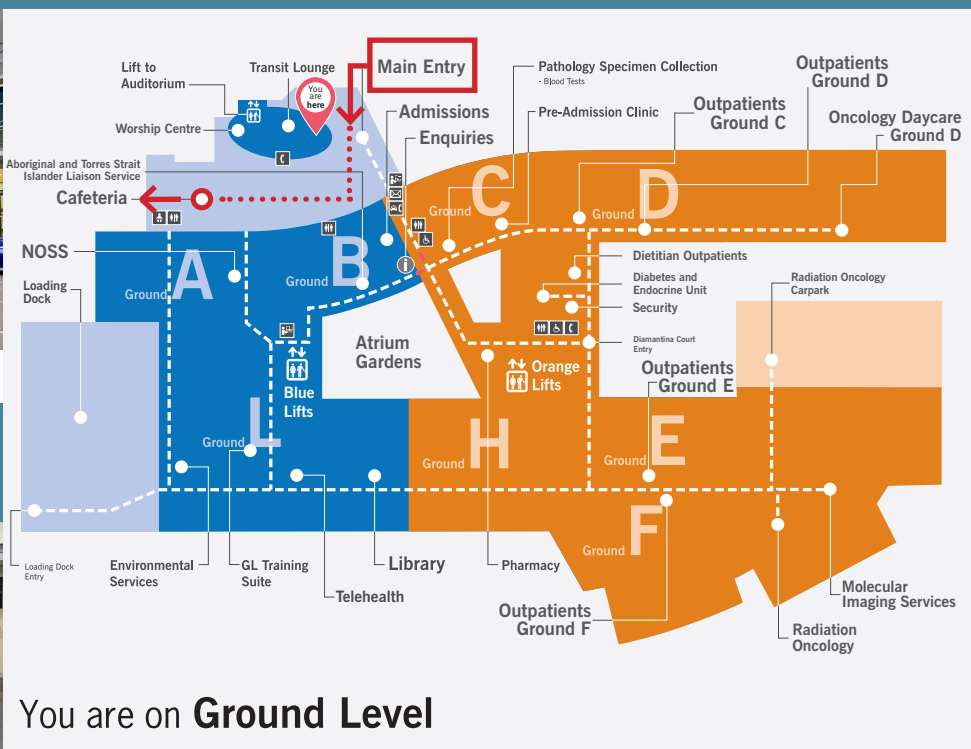 Lift to
Auditorium
Transit Lounge
You
are
here
Main Entry
Worship Centre
Admissions
Enquiries
Pathology Specimen Collection
- Blood Tests
Pre-Admission Clinic
Outpatients
Ground C
Outpatients
Ground D
Oncology Daycare
Ground D
Aboriginal and Torres Strait
Islander Liaison Service
Cafeteria
NOSS
Loading
Dock
Ground A
Ground B
Ground C
Ground D
i
Dietitian Outpatients
Diabetes and
Endocrine Unit
Security
Radiation Oncology
Carpark
Diamantina Court
Entry
Atrium
Gardens
Blue
Lifts
Orange
Lifts
Outpatients
Ground E
Ground L
Ground H
Ground E
Ground F
Loading Dock
Entry
Environmental
Services
GL Training
Suite
Telehealth
Library
Pharmacy
Outpatients
Ground F
Molecular
Imaging Services
Radiation
Oncology
You are on Ground Level